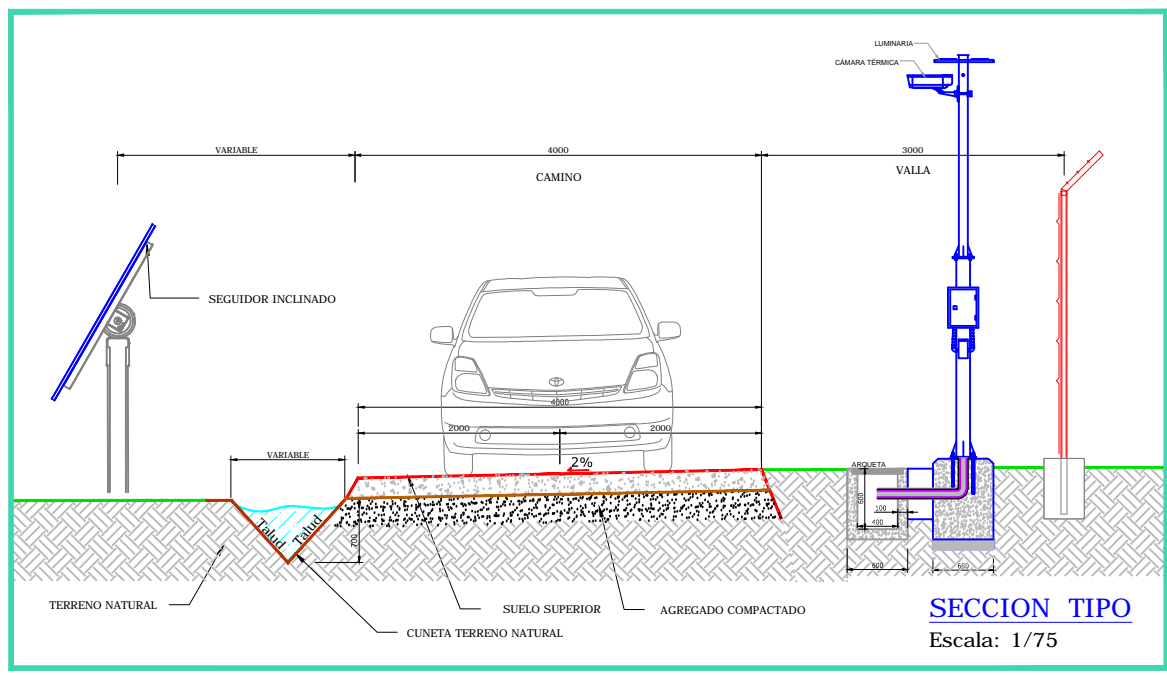 LUMINARIA
CÁMARA TÉRMICA
VARIABLE
4000
3000
CAMINO
VALLA
SEGUIDOR INCLINADO
4000
2000
2000
VARIABLE
2%
ARQUETA
600
100
400
Talud
Talud
700
600
600
TERRENO NATURAL
SUELO SUPERIOR
AGREGADO COMPACTADO
CUNETA TERRENO NATURAL
SECCION TIPO
Escala: 1/75